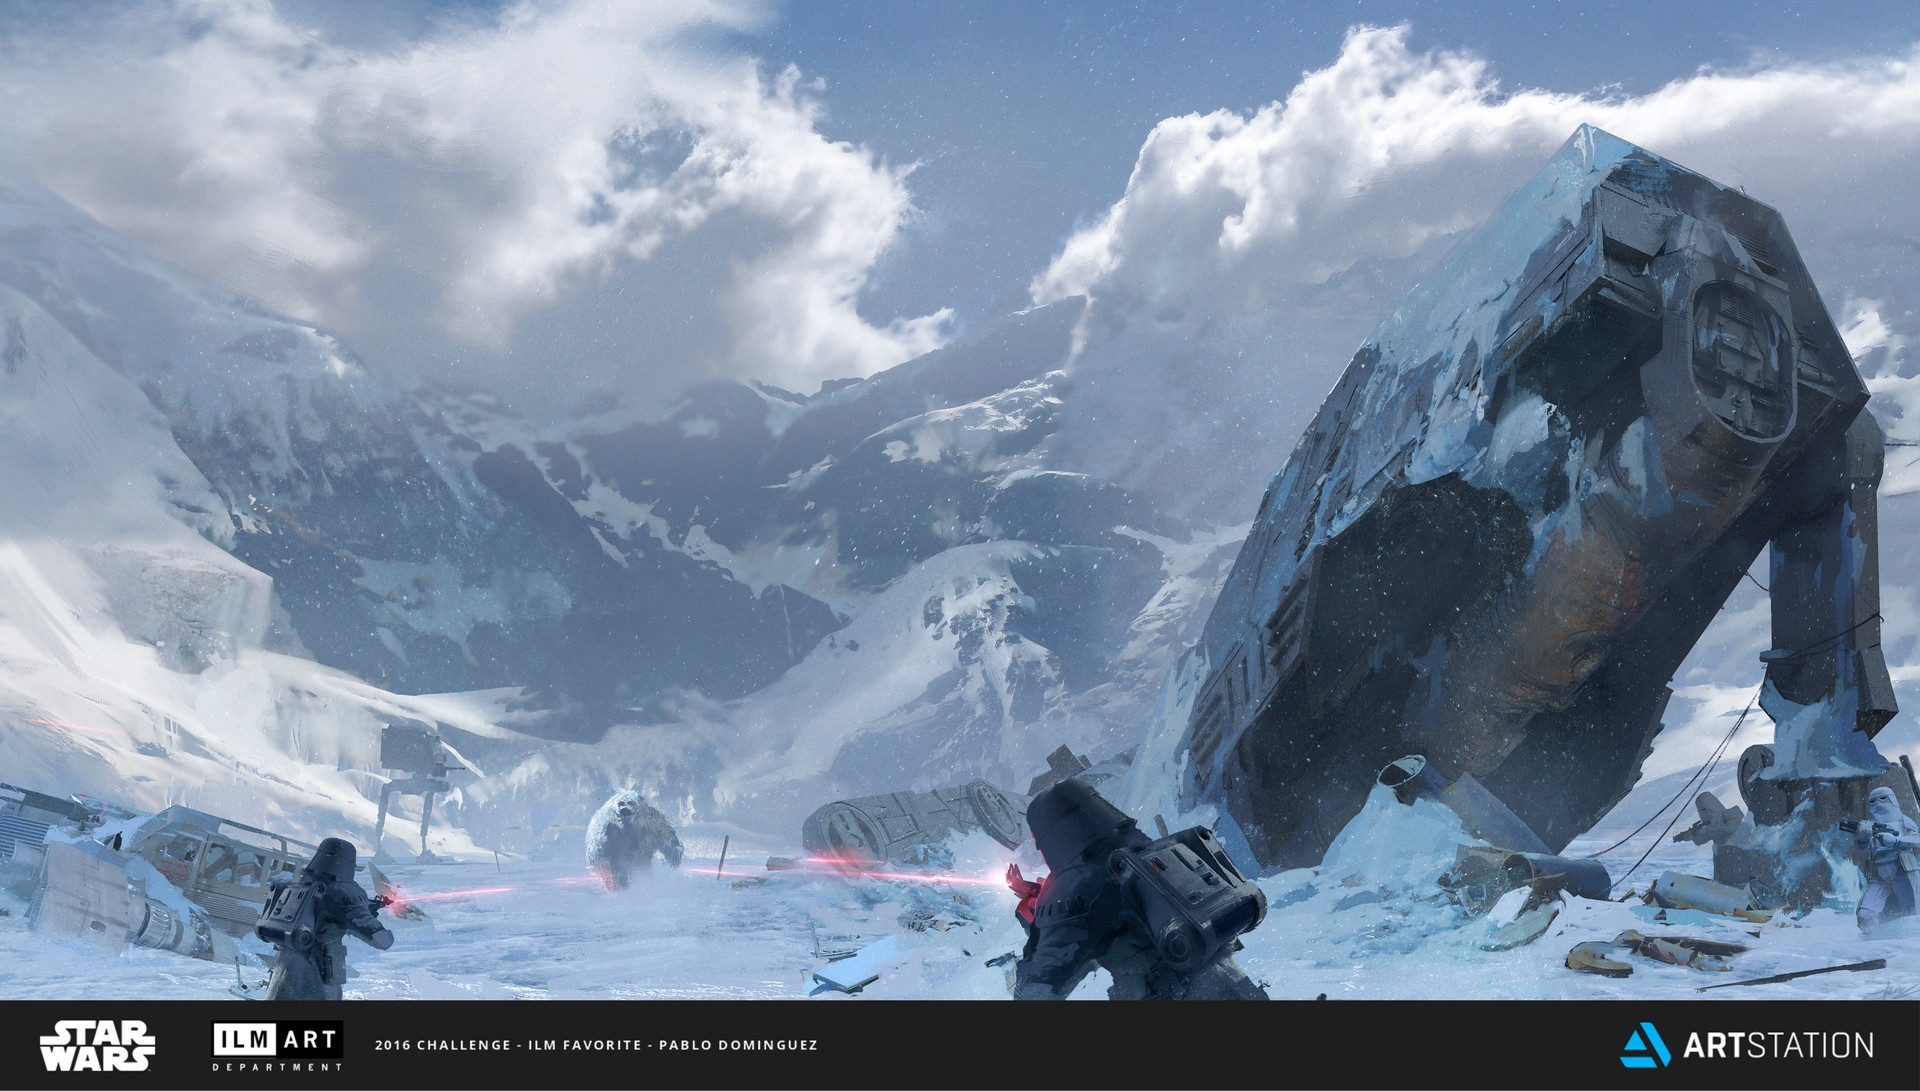 STAR WARS
ILM ART
DEPARTMENT
2016 CHALLENGE - ILM FAVORITE - PABLO DOMINGUEZ
ARTSTATION